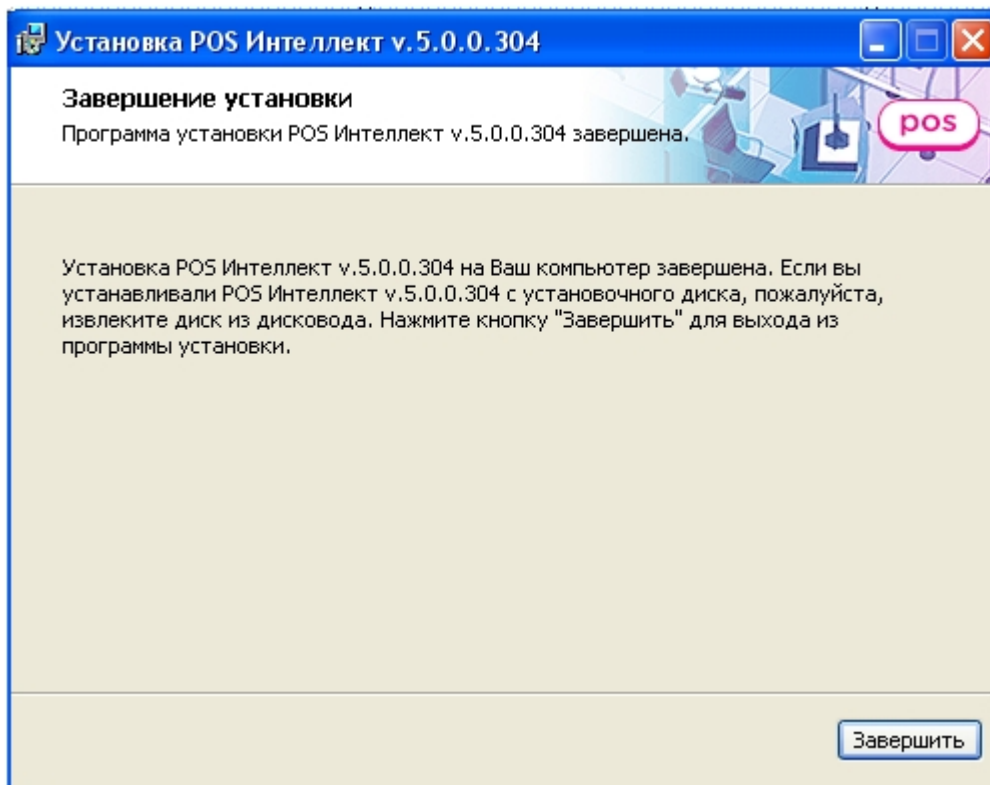 Установка POS Интеллект v.5.0.0.304
Завершение установки
Программа установки POS Интеллект v.5.0.0.304 завершена.
pos
Установка POS Интеллект v.5.0.0.304 на Ваш компьютер завершена. Если вы
устанавливали POS Интеллект v.5.0.0.304 с установочного диска, пожалуйста,
извлеките диск из дисковода. Нажмите кнопку "Завершить" для выхода из
программы установки.
Завершить